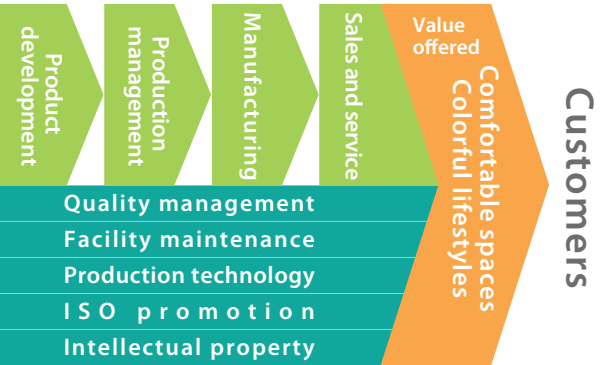 Product
development
Production
management
Manufacturing
Sales and service
Value
offered
Comfortable spaces
Colorful lifestyles
Customers
Quality management
Facility maintenance
Production technology
ISO promotion
Intellectual property